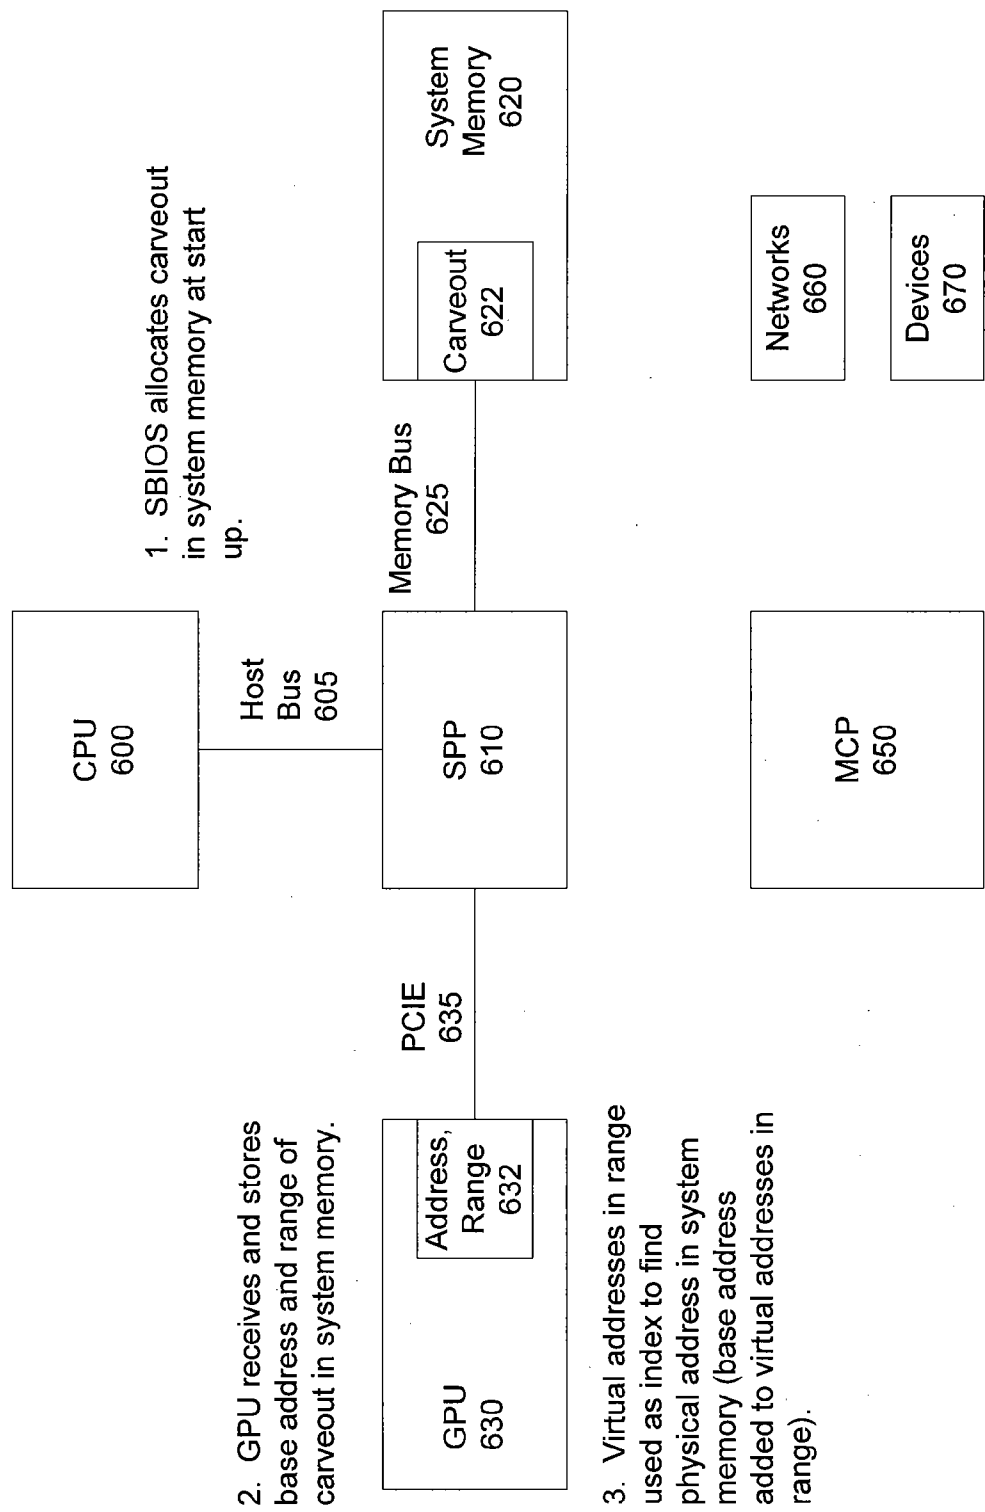 CPU
600
Host
Bus
605
1. SBIOS allocates carveout
in system memory at start
up.
2. GPU receives and stores
base address and range of
carveout in system memory.
GPU
630
Address,
Range
632
PCIE
635
SPP
610
Memory Bus
625
Carveout
622
System
Memory
620
3. Virtual addresses in range
used as index to find
physical address in system
memory (base address
added to virtual addresses in
range).
MCP
650
Networks
660
Devices
670